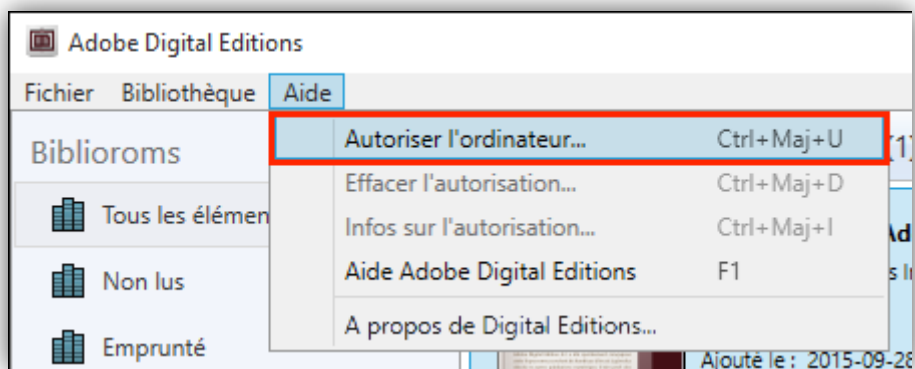 Adobe Digital Editions
Fichier Bibliothèque Aide
Biblioroms
Autoriser l'ordinateur... Ctrl+Maj+U
Effacer l'autorisation... Ctrl+Maj+D
Infos sur l'autorisation... Ctrl+Maj+I
Aide Adobe Digital Editions F1
A propos de Digital Editions...
Tous les élémen
Non lus
Emprunté
(1)
Ad
s I
Ajouté le : 2015-09-28